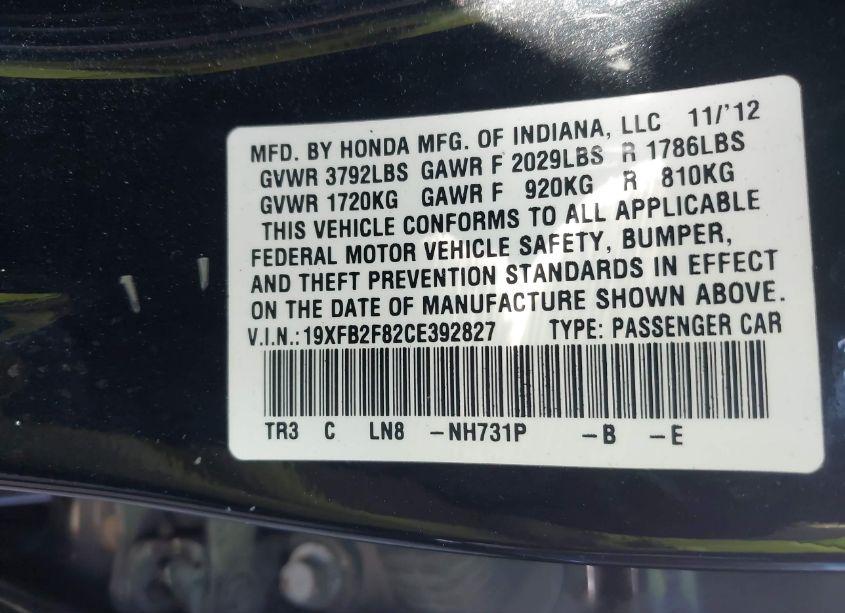 MFD. BY HONDA MFG. OF INDIANA, LLC 11/'12
GVWR 3792LBS GAWR F 2029LBS R 1786LBS
GVWR 1720KG GAWR F 920KG R 810KG
THIS VEHICLE CONFORMS TO ALL APPLICABLE
FEDERAL MOTOR VEHICLE SAFETY, BUMPER,
AND THEFT PREVENTION STANDARDS IN EFFECT
ON THE DATE OF MANUFACTURE SHOWN ABOVE.
V.I.N.:19XFB2F82CE392827 TYPE: PASSENGER CAR
TR3 C LN8 -NH731P -B -E